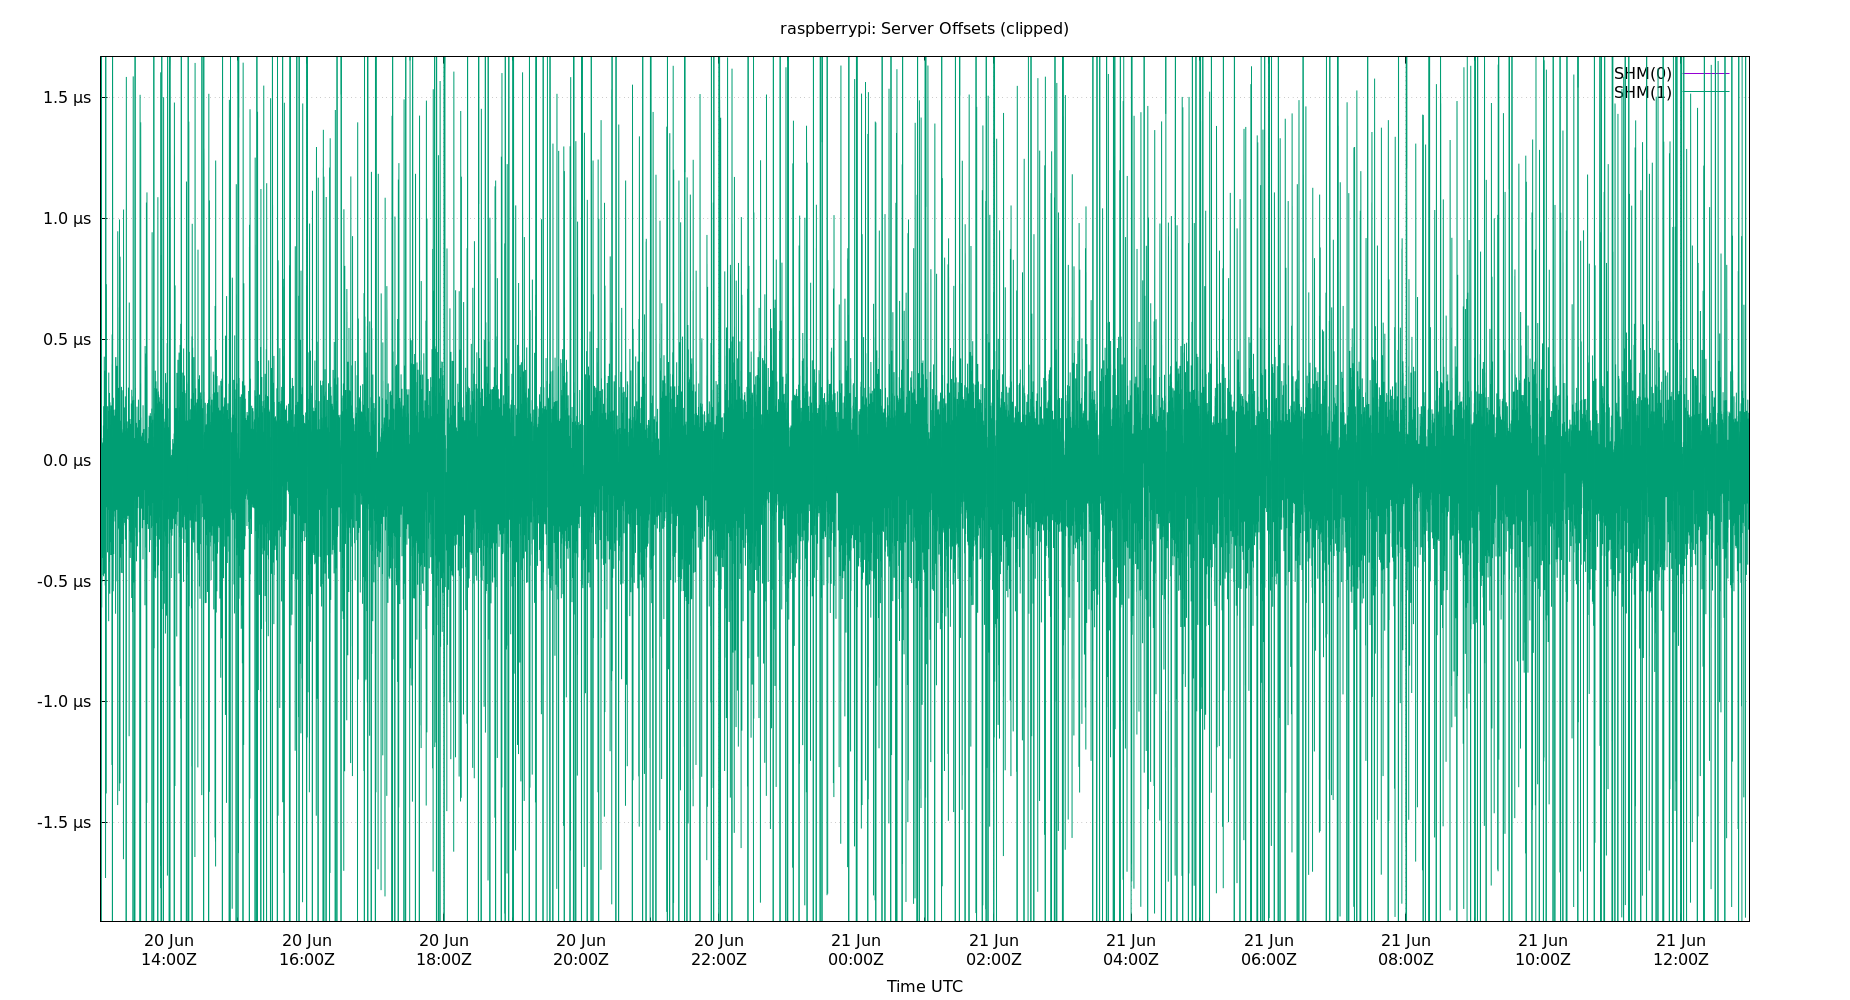 raspberrypi: Server Offsets (clipped)
SHM(0)
SHM(1)
1.5 µs
1.0 µs
0.5 µs
0.0 µs
-0.5 µs
-1.0 µs
-1.5 µs
20 Jun 20 Jun 20 Jun 20 Jun 20 Jun 21 Jun 21 Jun 21 Jun 21 Jun 21 Jun 21 Jun 21 Jun
14:00Z 16:00Z 18:00Z 20:00Z 22:00Z 00:00Z 02:00Z 04:00Z 06:00Z 08:00Z 10:00Z 12:00Z
Time UTC